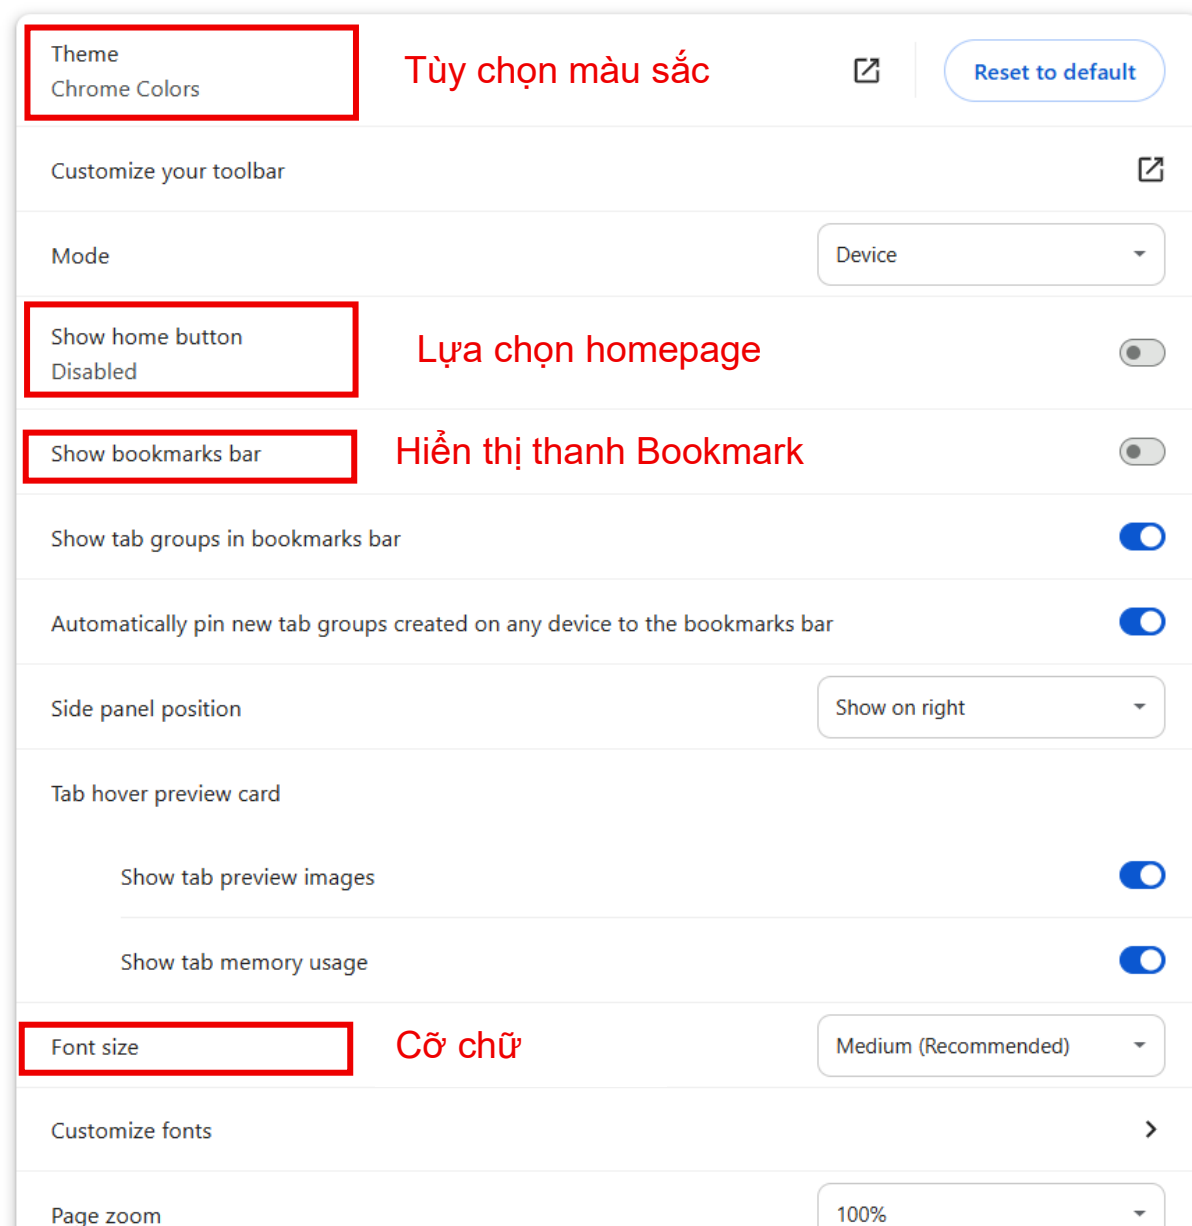 Theme
Chrome Colors
Tùy chọn màu sắc
Reset to default
Customize your toolbar
Mode
Device
Show home button
Disabled
Lựa chọn homepage
Show bookmarks bar
Hiển thị thanh Bookmark
Show tab groups in bookmarks bar
Automatically pin new tab groups created on any device to the bookmarks bar
Side panel position
Show on right
Tab hover preview card
Show tab preview images
Show tab memory usage
Font size
Cỡ chữ
Medium (Recommended)
Customize fonts
Page zoom
100%